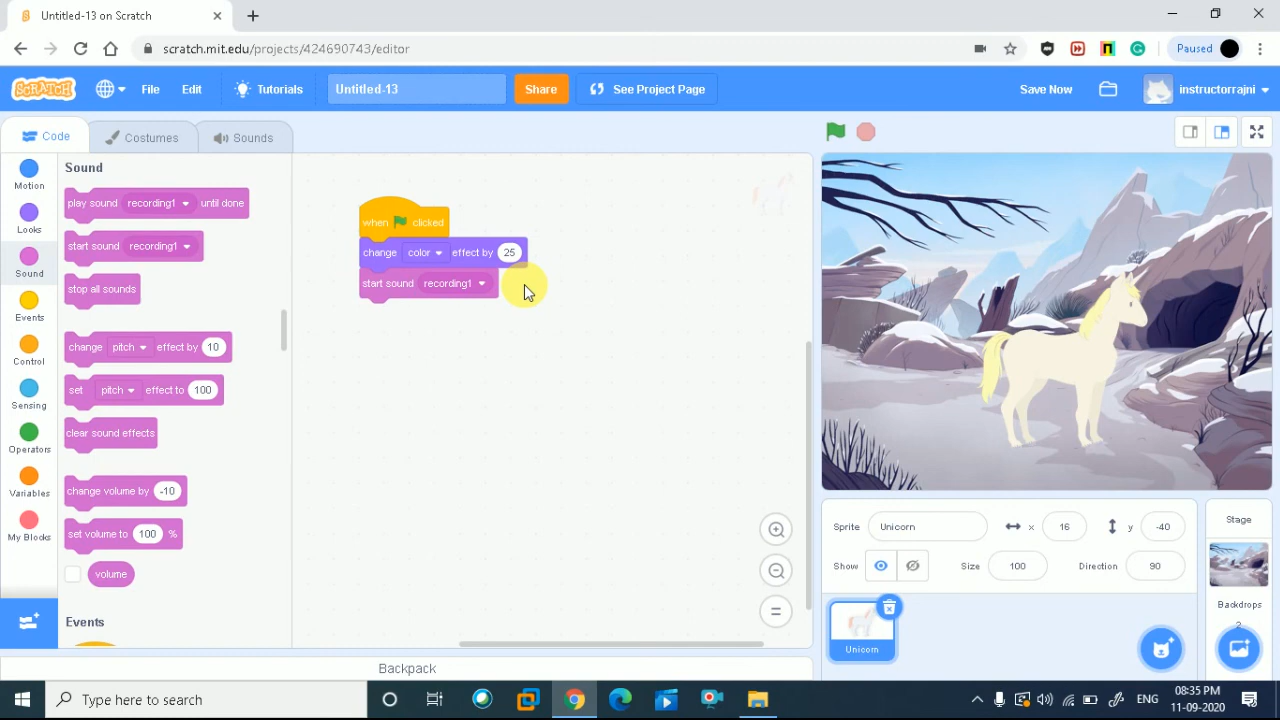 Untitled-13 on Scratch
scratch.mit.edu/projects/424690743/editor
Paused
SCRATCH
File
Edit
Tutorials
Untitled-13
Share
See Project Page
Save Now
instructorrajni
Code
Costumes
Sounds
Motion
Looks
Sound
Events
Control
Sensing
Operators
Variables
My Blocks
Sound
play sound recording1 until done
start sound recording1
stop all sounds
change pitch effect by 10
set pitch effect to 100
clear sound effects
change volume by -10
set volume to 100 %
volume
Events
when clicked
change color effect by 25
start sound recording1
Backpack
Sprite Unicorn x 16 y -40
Show Size 100 Direction 90
Unicorn
Stage
Backdrops
2
Type here to search
ENG
08:35 PM
11-09-2020